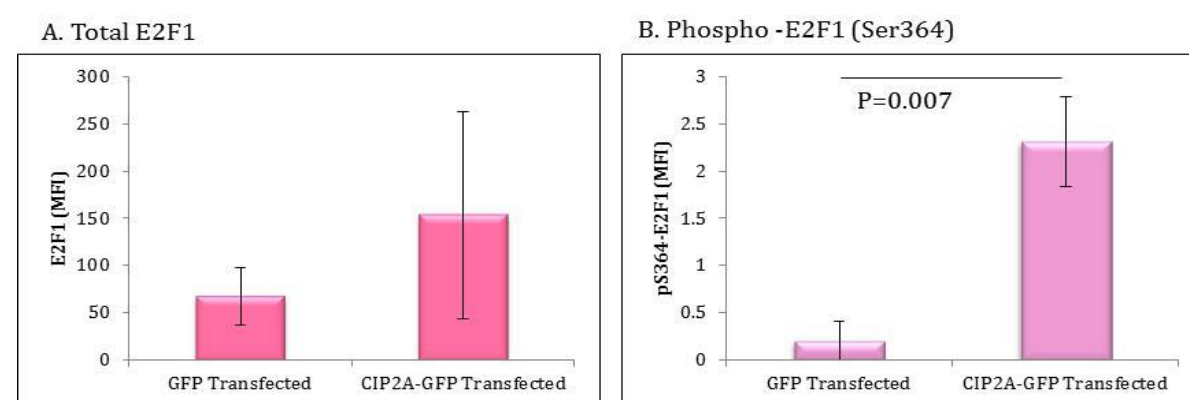 A. Total E2F1
300
250
200
150
100
50
0
E2F1 (MFI)
GFP Transfected
CIP2A-GFP Transfected
B. Phospho -E2F1 (Ser364)
3
2.5
2
1.5
1
0.5
0
pS364-E2F1 (MFI)
P=0.007
GFP Transfected
CIP2A-GFP Transfected